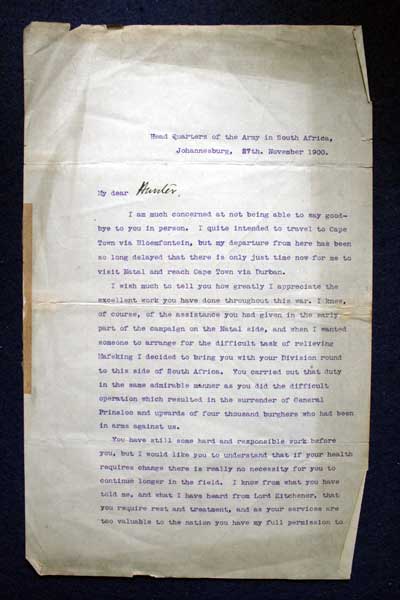 Head Quarters of the Army in South Africa,
Johannesburg, 27th. November 1900.
My dear Hunter,
I am much concerned at not being able to say good-
bye to you in person. I quite intended to travel to Cape
Town via Bloemfontein, but my departure from here has been
so long delayed that there is only just time now for me to
visit Natal and reach Cape Town via Durban.
I wish much to tell you how greatly I appreciate the
excellent work you have done throughout this war. I knew,
of course, of the assistance you had given in the early
part of the campaign on the Natal side, and when I wanted
someone to arrange for the difficult task of relieving
Mafeking I decided to bring you with your Division round
to this side of South Africa. You carried out that duty
in the same admirable manner as you did the difficult
operation which resulted in the surrender of General
Prinsloo and upwards of four thousand burghers who had been
in arms against us.
You have still some hard and responsible work before
you, but I would like you to understand that if your health
requires change there is really no necessity for you to
continue longer in the field. I know from what you have
told me, and what I have heard from Lord Kitchener, that
you require rest and treatment, and as your services are
too valuable to the nation you have my full permission to